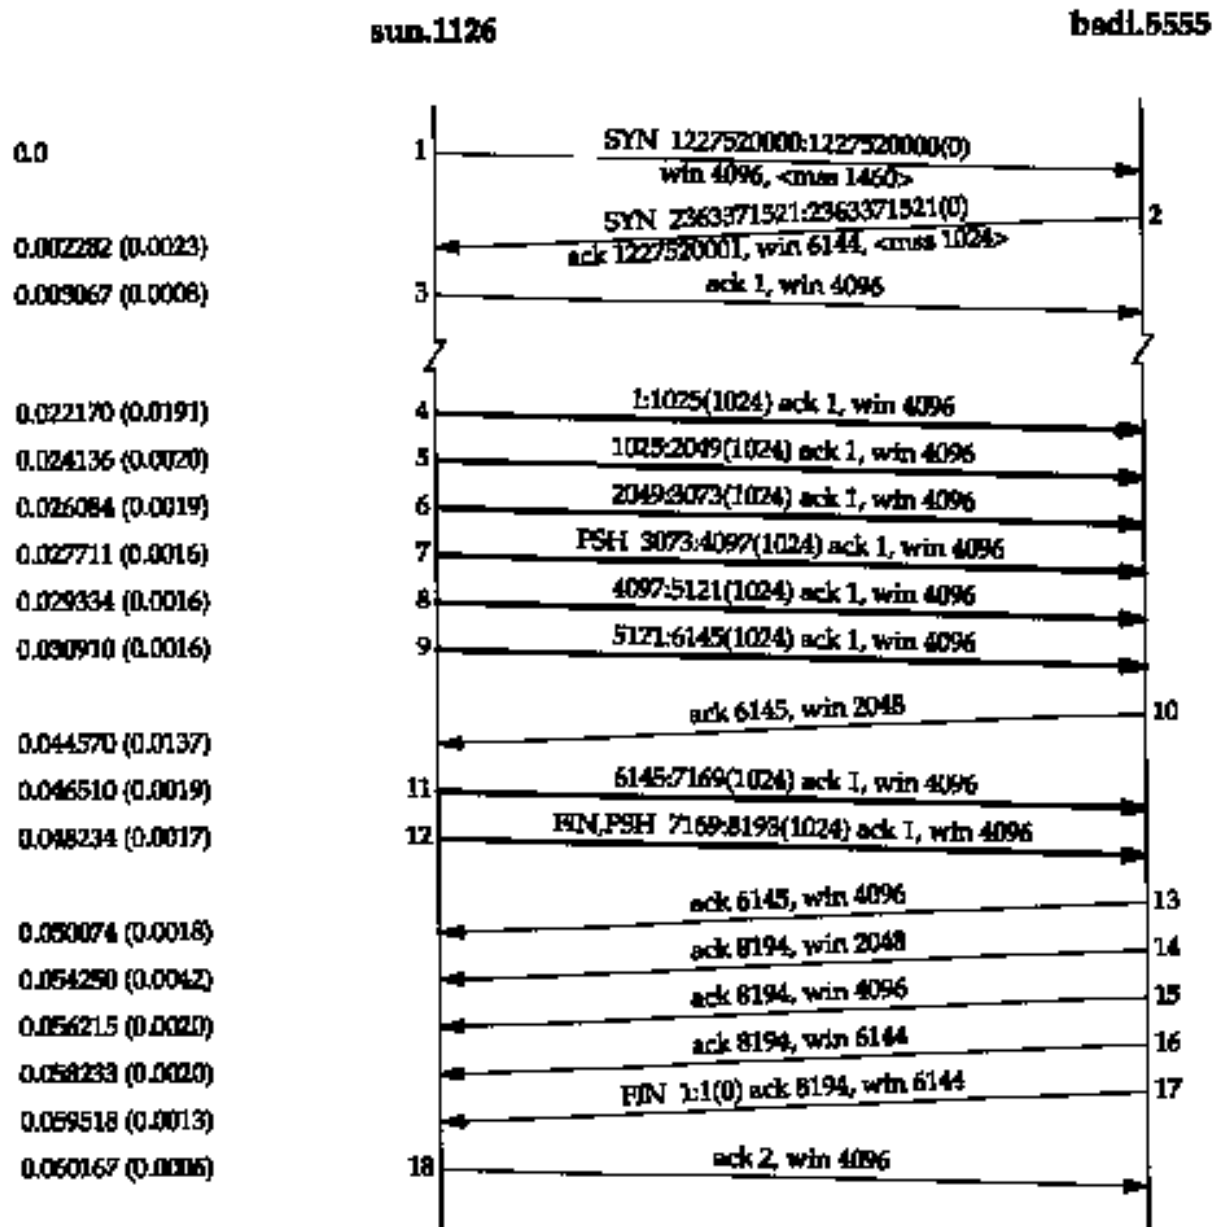 sun.1126 bsdi.5555
0.0 1 SYN 1227520000:1227520000(0)
win 4096, <mss 1460>
SYN 2363371521:2363371521(0) 2
0.002282 (0.0023) ack 1227520001, win 6144, <mss 1024>
0.003067 (0.0008) 3 ack 1, win 4096
0.022170 (0.0191) 4 1:1025(1024) ack 1, win 4096
0.024136 (0.0020) 5 1025:2049(1024) ack 1, win 4096
0.026084 (0.0019) 6 2049:3073(1024) ack 1, win 4096
0.027711 (0.0016) 7 PSH 3073:4097(1024) ack 1, win 4096
0.029334 (0.0016) 8 4097:5121(1024) ack 1, win 4096
0.030910 (0.0016) 9 5121:6145(1024) ack 1, win 4096
ack 6145, win 2048 10
0.044570 (0.0137)
0.046510 (0.0019) 11 6145:7169(1024) ack 1, win 4096
0.048234 (0.0017) 12 FIN,PSH 7169:8193(1024) ack 1, win 4096
ack 6145, win 4096 13
0.050074 (0.0018)
ack 8194, win 2048 14
0.054250 (0.0042)
ack 8194, win 4096 15
0.056215 (0.0020)
ack 8194, win 6144 16
0.058233 (0.0020)
FIN 1:1(0) ack 8194, win 6144 17
0.059518 (0.0013)
0.060167 (0.0006) 18 ack 2, win 4096